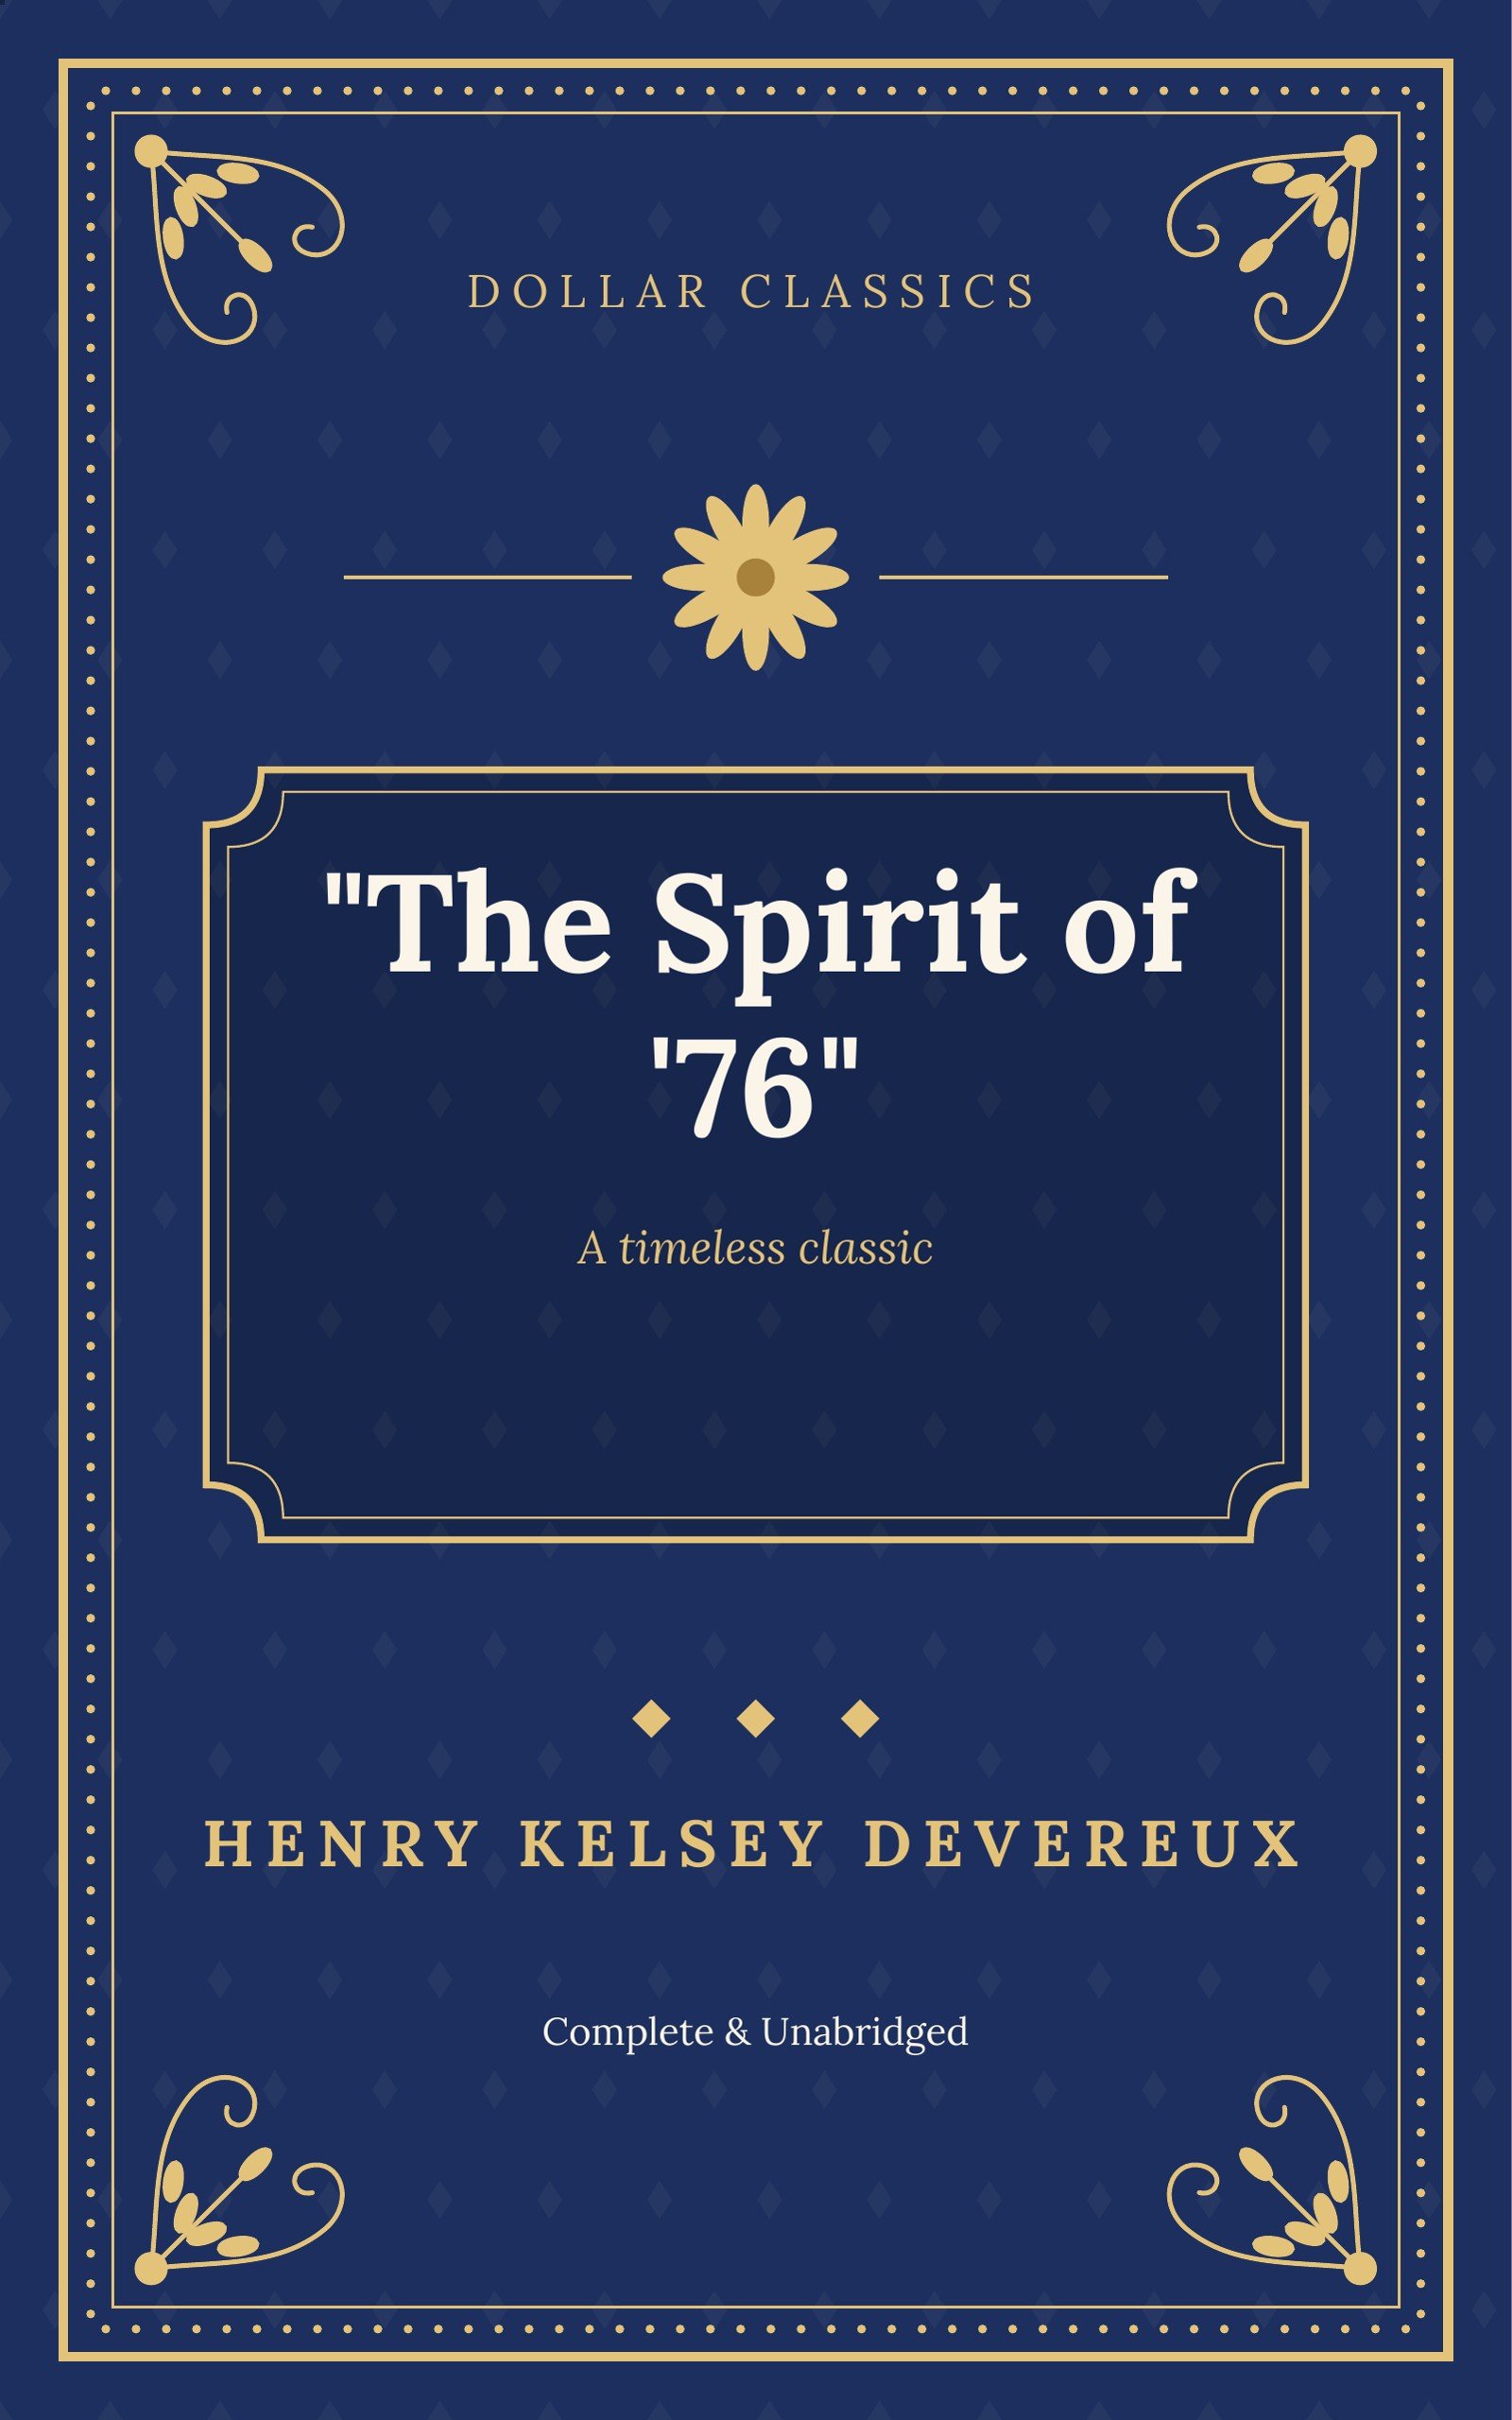 DOLLAR CLASSICS
"The Spirit of
'76"
A timeless classic
HENRY KELSEY DEVEREUX
Complete & Unabridged